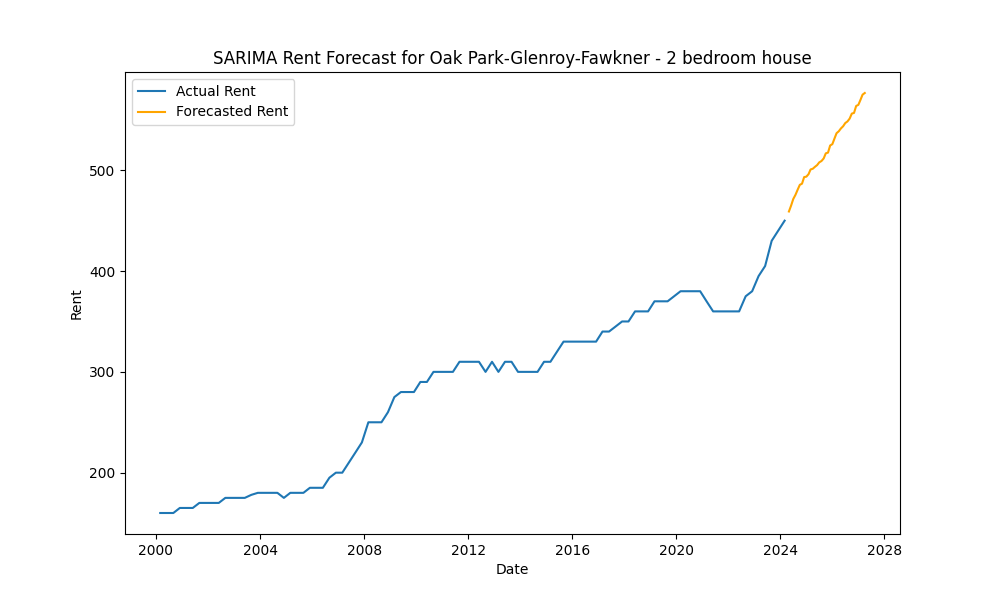 SARIMA Rent Forecast for Oak Park-Glenroy-Fawkner - 2 bedroom house
Actual Rent
Forecasted Rent
500
400
300
200
Rent
2000 2004 2008 2012 2016 2020 2024 2028
Date